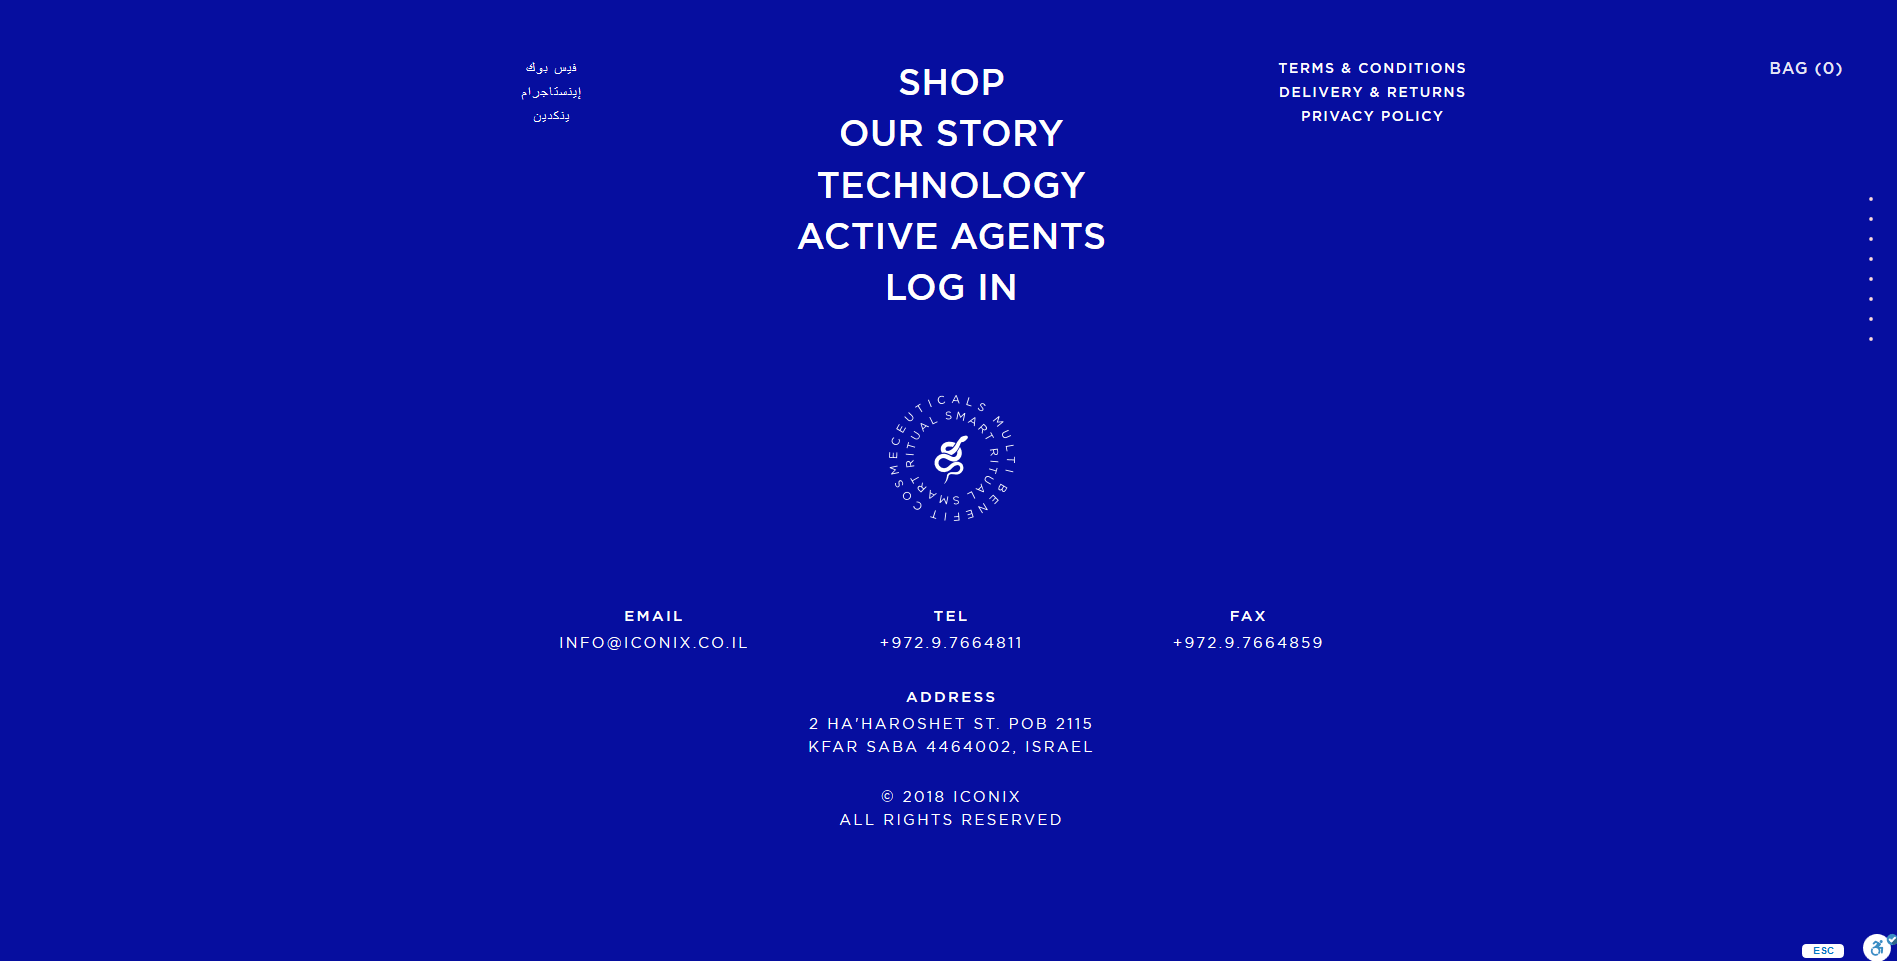 فيس بوك
إينستاجرام
ينكدين
SHOP
OUR STORY
TECHNOLOGY
ACTIVE AGENTS
LOG IN
TERMS & CONDITIONS
DELIVERY & RETURNS
PRIVACY POLICY
BAG (0)
COSMECEUTICALS MULTI BENEFIT
SMART RITUAL SMART RITUAL
EMAIL
INFO@ICONIX.CO.IL
TEL
+972.9.7664811
FAX
+972.9.7664859
ADDRESS
2 HA'HAROSHET ST. POB 2115
KFAR SABA 4464002, ISRAEL
© 2018 ICONIX
ALL RIGHTS RESERVED
ESC